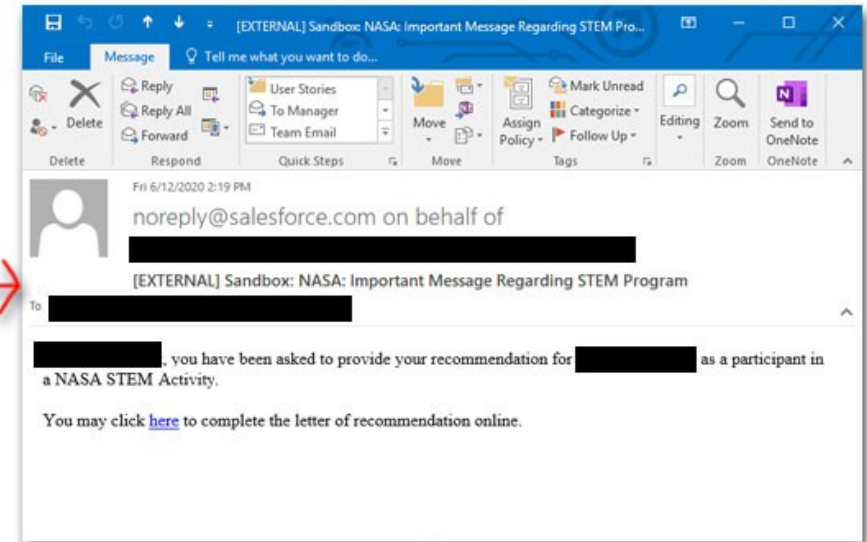 [EXTERNAL] Sandbox: NASA: Important Message Regarding STEM Pro...
File Message Tell me what you want to do...
Delete
Reply
Reply All
Forward
User Stories
To Manager
Team Email
Move
Assign Policy
Mark Unread
Categorize
Follow Up
Editing
Zoom
Send to OneNote
Delete Respond Quick Steps Move Tags Zoom OneNote
Fri 6/12/2020 2:19 PM
noreply@salesforce.com on behalf of
[EXTERNAL] Sandbox: NASA: Important Message Regarding STEM Program
To
, you have been asked to provide your recommendation for as a participant in
a NASA STEM Activity.
You may click here to complete the letter of recommendation online.